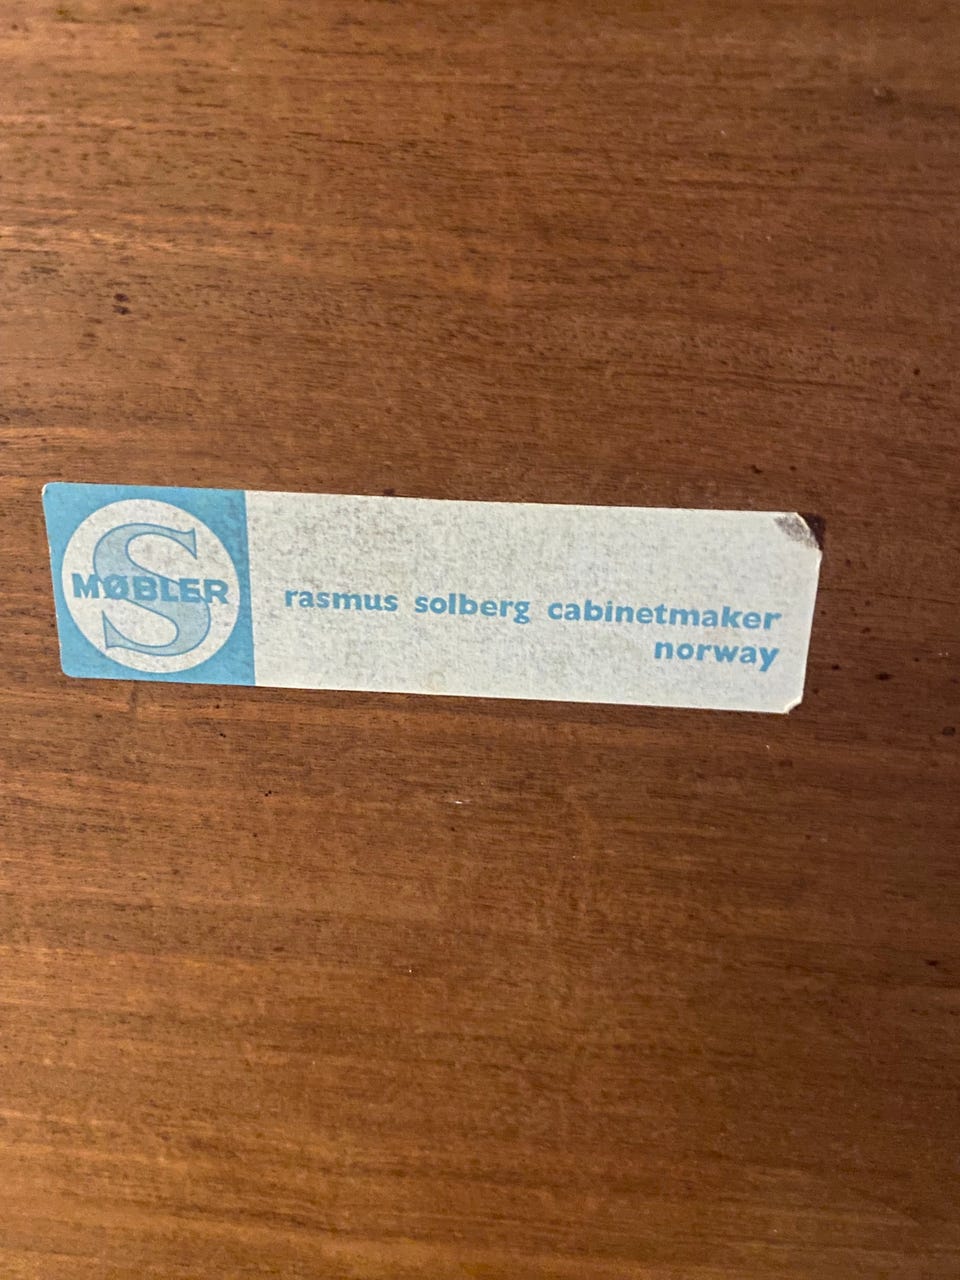 S
MØBLER
rasmus solberg cabinetmaker
norway